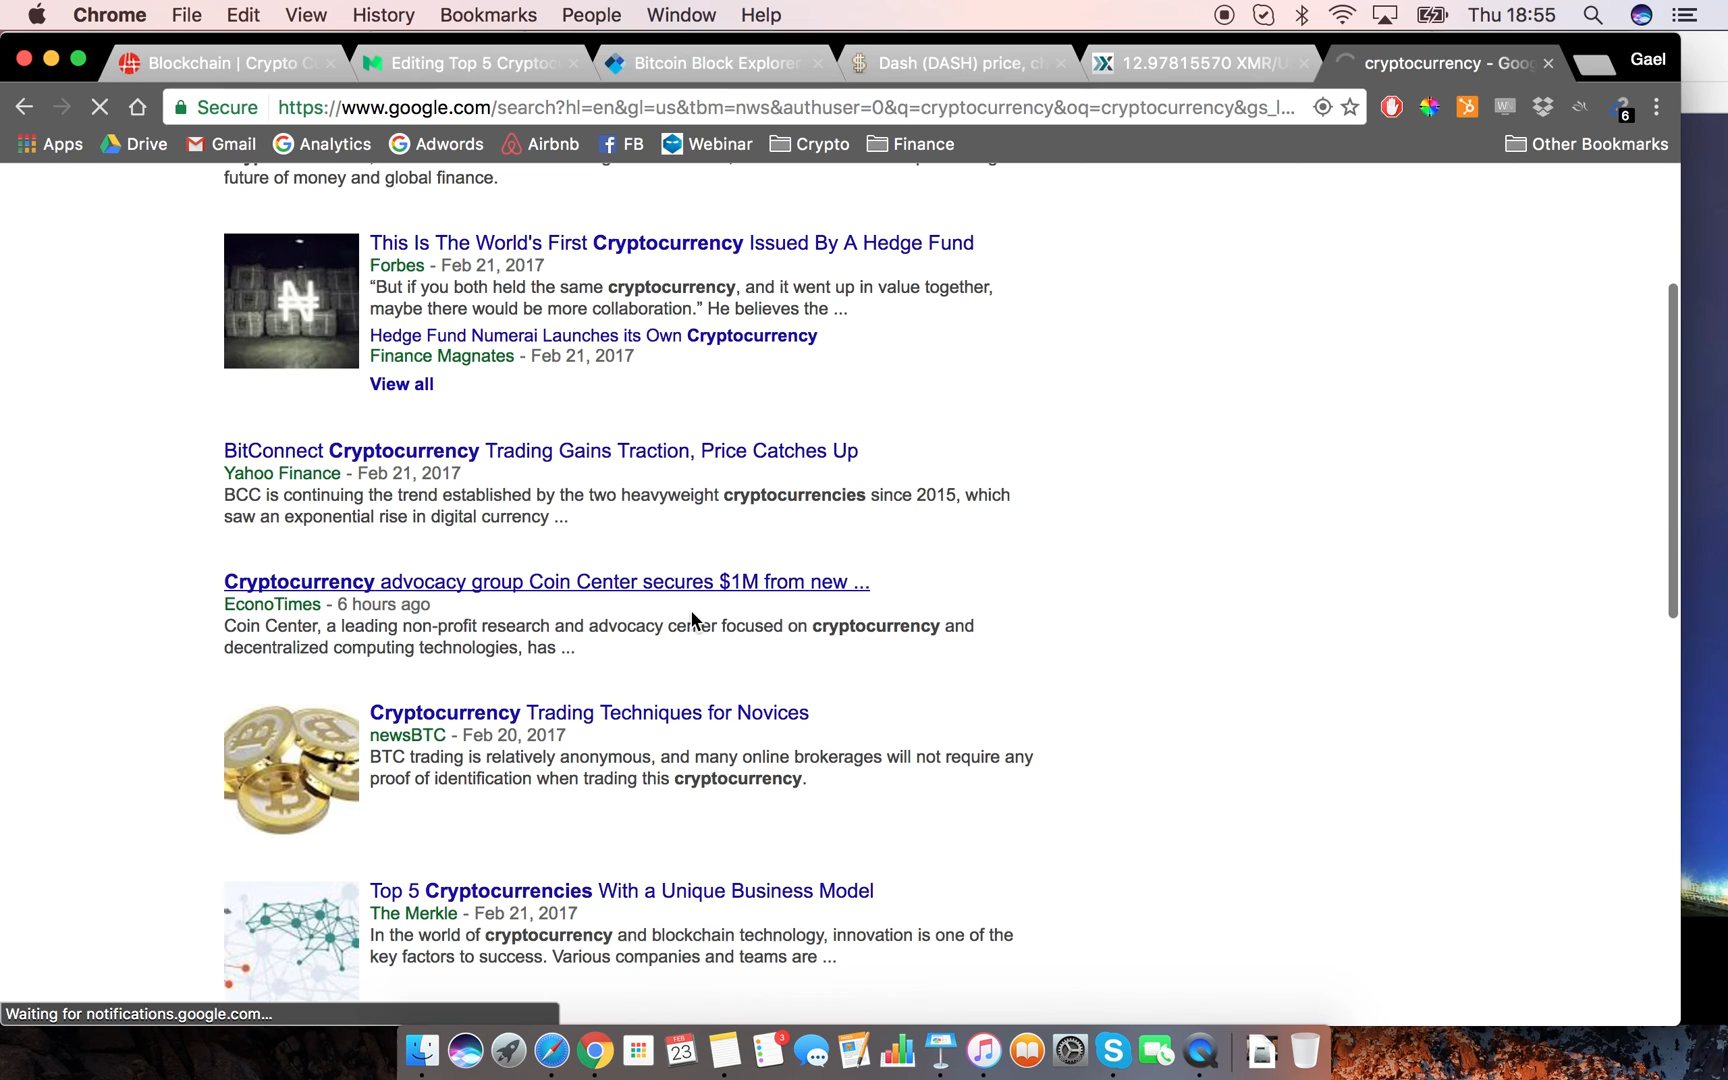 Chrome File Edit View History Bookmarks People Window Help Thu 18:55
Blockchain | Crypto C Editing Top 5 Cryptoc Bitcoin Block Explorer Dash (DASH) price, c 12.97815570 XMR/U cryptocurrency - Goog Gael
Secure https://www.google.com/search?hl=en&gl=us&tbm=nws&authuser=0&q=cryptocurrency&oq=cryptocurrency&gs_l... 6
Apps Drive Gmail Analytics Adwords Airbnb FB Webinar Crypto Finance Other Bookmarks
future of money and global finance.
This Is The World's First Cryptocurrency Issued By A Hedge Fund
Forbes - Feb 21, 2017
“But if you both held the same cryptocurrency, and it went up in value together,
maybe there would be more collaboration.” He believes the ...
Hedge Fund Numerai Launches its Own Cryptocurrency
Finance Magnates - Feb 21, 2017
View all
BitConnect Cryptocurrency Trading Gains Traction, Price Catches Up
Yahoo Finance - Feb 21, 2017
BCC is continuing the trend established by the two heavyweight cryptocurrencies since 2015, which
saw an exponential rise in digital currency ...
Cryptocurrency advocacy group Coin Center secures $1M from new ...
EconoTimes - 6 hours ago
Coin Center, a leading non-profit research and advocacy center focused on cryptocurrency and
decentralized computing technologies, has ...
Cryptocurrency Trading Techniques for Novices
newsBTC - Feb 20, 2017
BTC trading is relatively anonymous, and many online brokerages will not require any
proof of identification when trading this cryptocurrency.
Top 5 Cryptocurrencies With a Unique Business Model
The Merkle - Feb 21, 2017
In the world of cryptocurrency and blockchain technology, innovation is one of the
key factors to success. Various companies and teams are ...
Waiting for notifications.google.com...
FEB
23
3